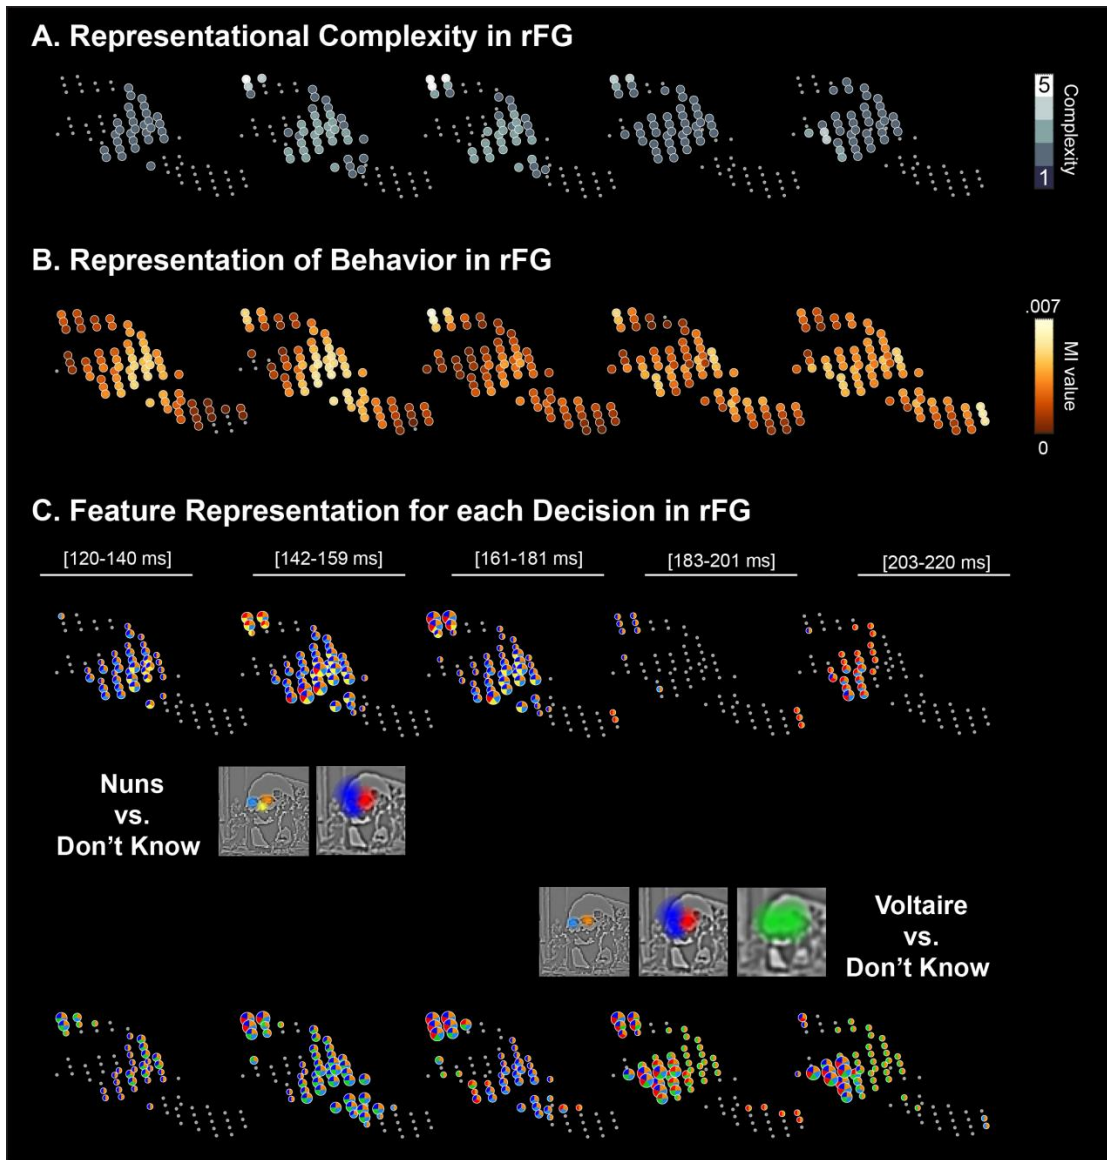 A. Representational Complexity in rFG
5
1
Complexity
B. Representation of Behavior in rFG
.007
MI value
0
C. Feature Representation for each Decision in rFG
[120-140 ms] [142-159 ms] [161-181 ms] [183-201 ms] [203-220 ms]
Nuns
vs.
Don't Know
Voltaire
vs.
Don't Know